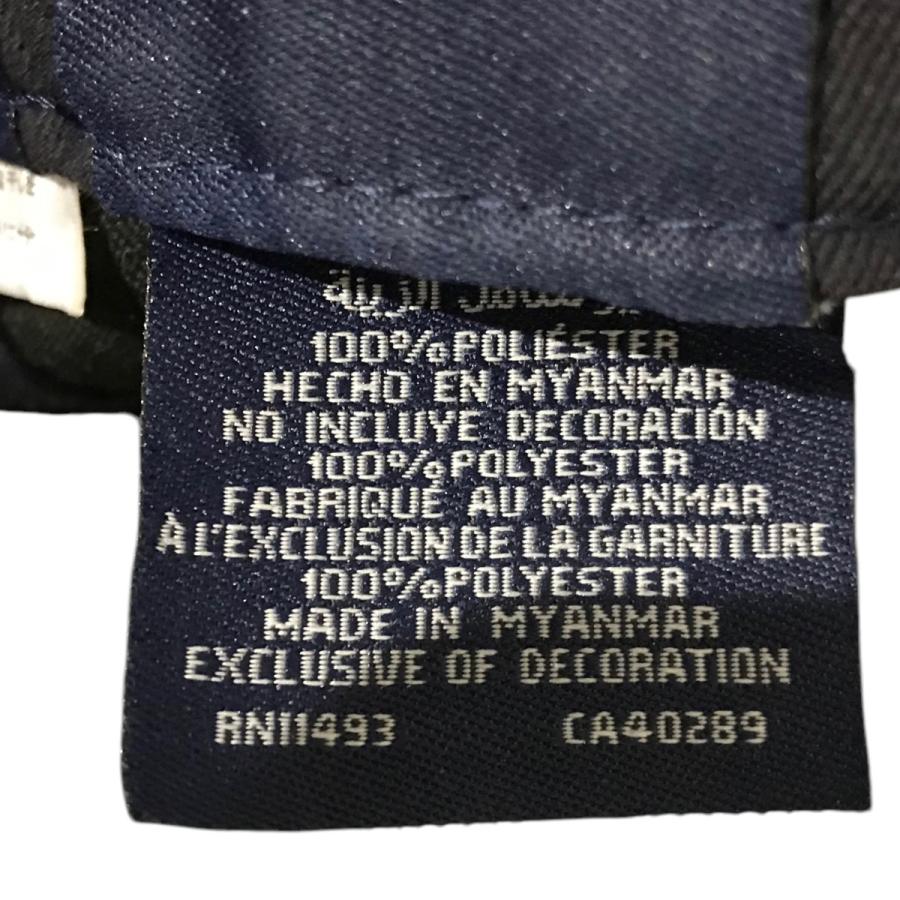 100% POLIÉSTER
HECHO EN MYANMAR
NO INCLUYE DECORACIÓN
100% POLYESTER
FABRIQUÉ AU MYANMAR
À L'EXCLUSION DE LA GARNITURE
100% POLYESTER
MADE IN MYANMAR
EXCLUSIVE OF DECORATION
RN11493 CA40289